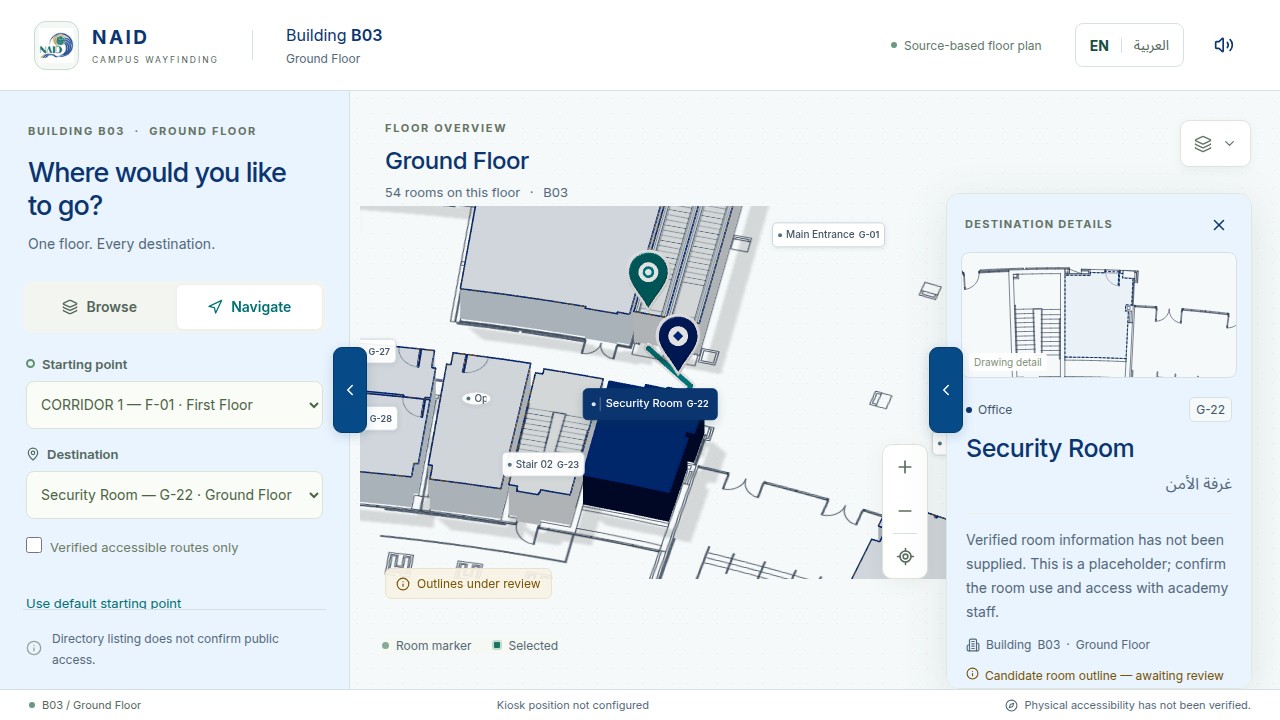 NAID
NAID
CAMPUS WAYFINDING
Building B03
Ground Floor
Source-based floor plan
EN
العربية
BUILDING B03 · GROUND FLOOR
Where would you like
to go?
One floor. Every destination.
Browse
Navigate
Starting point
CORRIDOR 1 — F-01 · First Floor
Destination
Security Room — G-22 · Ground Floor
Verified accessible routes only
Use default starting point
Directory listing does not confirm public
access.
FLOOR OVERVIEW
Ground Floor
54 rooms on this floor · B03
Main Entrance G-01
G-27
Op
G-28
Security Room G-22
Stair 02 G-23
Outlines under review
Room marker
Selected
DESTINATION DETAILS
Drawing detail
Office
G-22
Security Room
غرفة الأمن
Verified room information has not been
supplied. This is a placeholder; confirm
the room use and access with academy
staff.
Building B03 · Ground Floor
Candidate room outline — awaiting review
B03 / Ground Floor
Kiosk position not configured
Physical accessibility has not been verified.